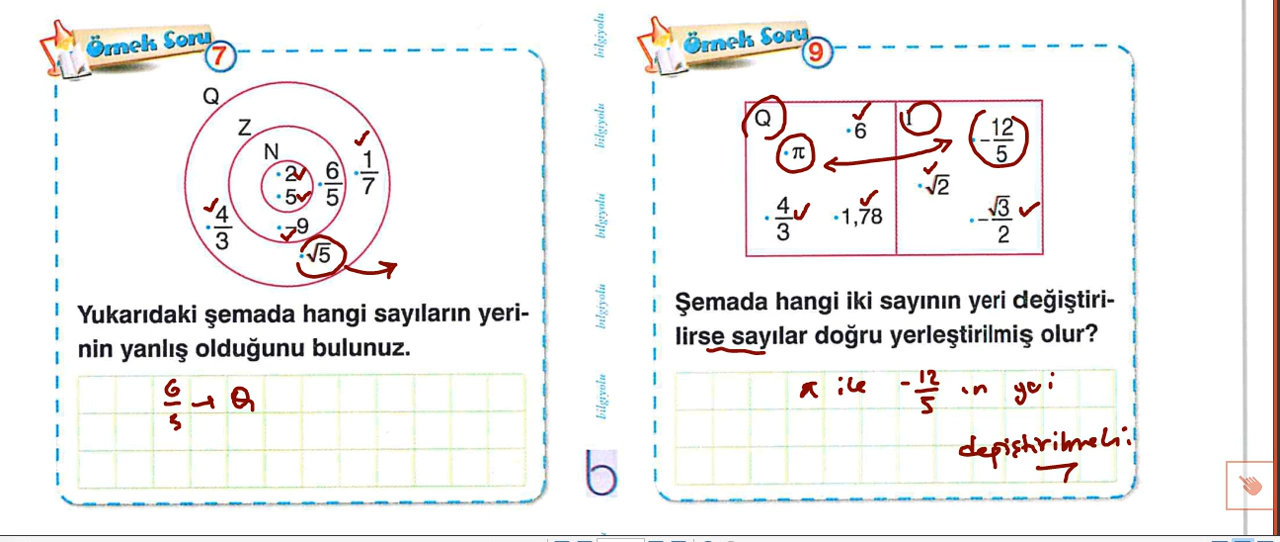 Örnek Soru
7
Q
Z
N
2
5
6/5
1/7
4/3
-9
√5
Yukarıdaki şemada hangi sayıların yeri-
nin yanlış olduğunu bulunuz.
6/5 → Q
bilgiyolu
bilgiyolu
bilgiyolu
bilgiyolu
bilgiyolu
b
Örnek Soru
9
Q
6
I
-12/5
π
√2
4/3
1,78
-√3/2
Şemada hangi iki sayının yeri değiştiri-
lirse sayılar doğru yerleştirilmiş olur?
π ile -12/5 in yeri
değiştirilmeli